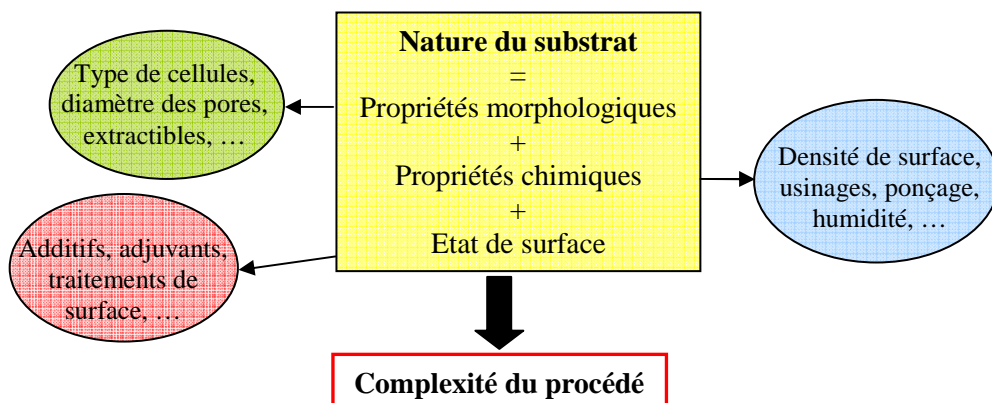 Nature du substrat
=
Propriétés morphologiques
+
Propriétés chimiques
+
Etat de surface
Type de cellules,
diamètre des pores,
extractibles, …
Additifs, adjuvants,
traitements de
surface, …
Densité de surface,
usinages, ponçage,
humidité, …
Complexité du procédé